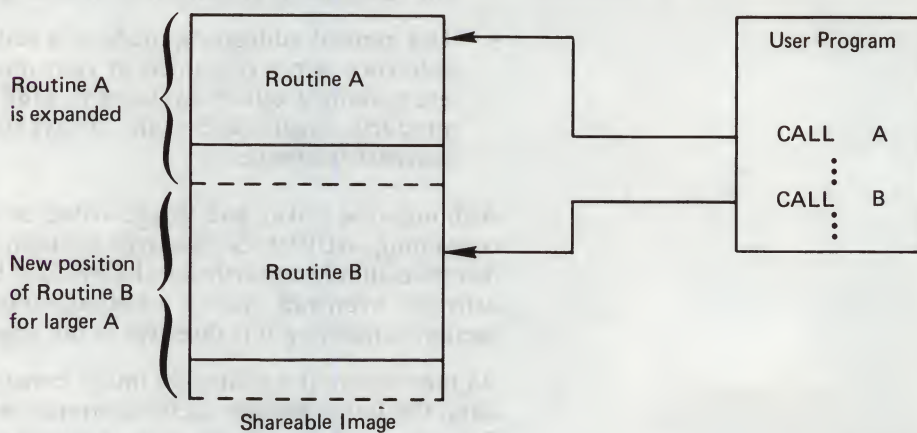 Routine A
is expanded
New position
of Routine B
for larger A
Routine A
Routine B
Shareable Image
User Program
CALL A
CALL B